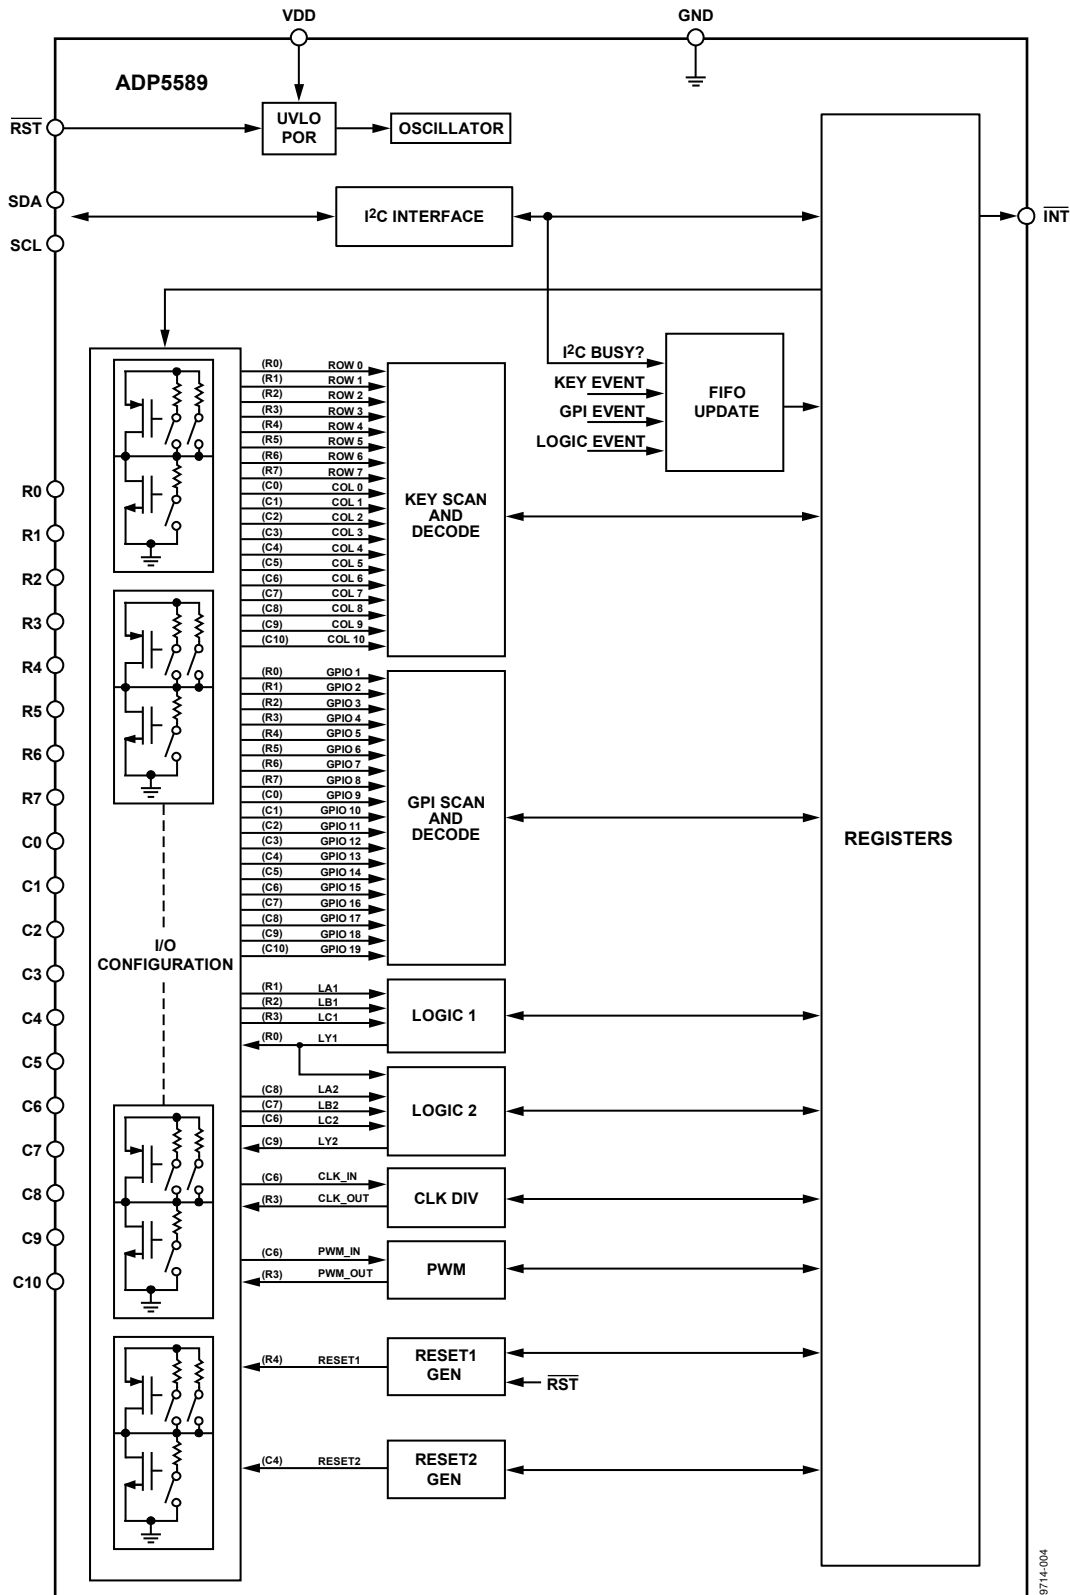 VDD
GND
ADP5589
RST
UVLO
POR
OSCILLATOR
SDA
I2C INTERFACE
INT
SCL
I2C BUSY?
KEY EVENT
GPI EVENT
LOGIC EVENT
FIFO
UPDATE
(R0) ROW 0
(R1) ROW 1
(R2) ROW 2
(R3) ROW 3
(R4) ROW 4
(R5) ROW 5
(R6) ROW 6
(R7) ROW 7
(C0) COL 0
(C1) COL 1
(C2) COL 2
(C3) COL 3
(C4) COL 4
(C5) COL 5
(C6) COL 6
(C7) COL 7
(C8) COL 8
(C9) COL 9
(C10) COL 10
KEY SCAN
AND
DECODE
R0
R1
R2
R3
R4
R5
R6
R7
C0
C1
C2
C3
C4
C5
C6
C7
C8
C9
C10
(R0) GPIO 1
(R1) GPIO 2
(R2) GPIO 3
(R3) GPIO 4
(R4) GPIO 5
(R5) GPIO 6
(R6) GPIO 7
(R7) GPIO 8
(C0) GPIO 9
(C1) GPIO 10
(C2) GPIO 11
(C3) GPIO 12
(C4) GPIO 13
(C5) GPIO 14
(C6) GPIO 15
(C7) GPIO 16
(C8) GPIO 17
(C9) GPIO 18
(C10) GPIO 19
GPI SCAN
AND
DECODE
REGISTERS
I/O
CONFIGURATION
(R1) LA1
(R2) LB1
(R3) LC1
(R0) LY1
LOGIC 1
(C8) LA2
(C7) LB2
(C6) LC2
(C9) LY2
LOGIC 2
(C6) CLK_IN
(R3) CLK_OUT
CLK DIV
(C6) PWM_IN
(R3) PWM_OUT
PWM
(R4) RESET1
RESET1
GEN
RST
(C4) RESET2
RESET2
GEN
9714-004